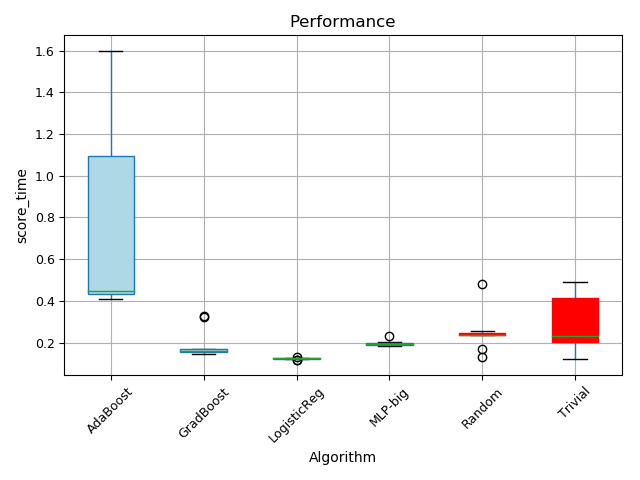 Performance
1.6
1.4
1.2
1.0
0.8
0.6
0.4
0.2
score_time
AdaBoost
GradBoost
LogisticReg
MLP-big
Random
Trivial
Algorithm